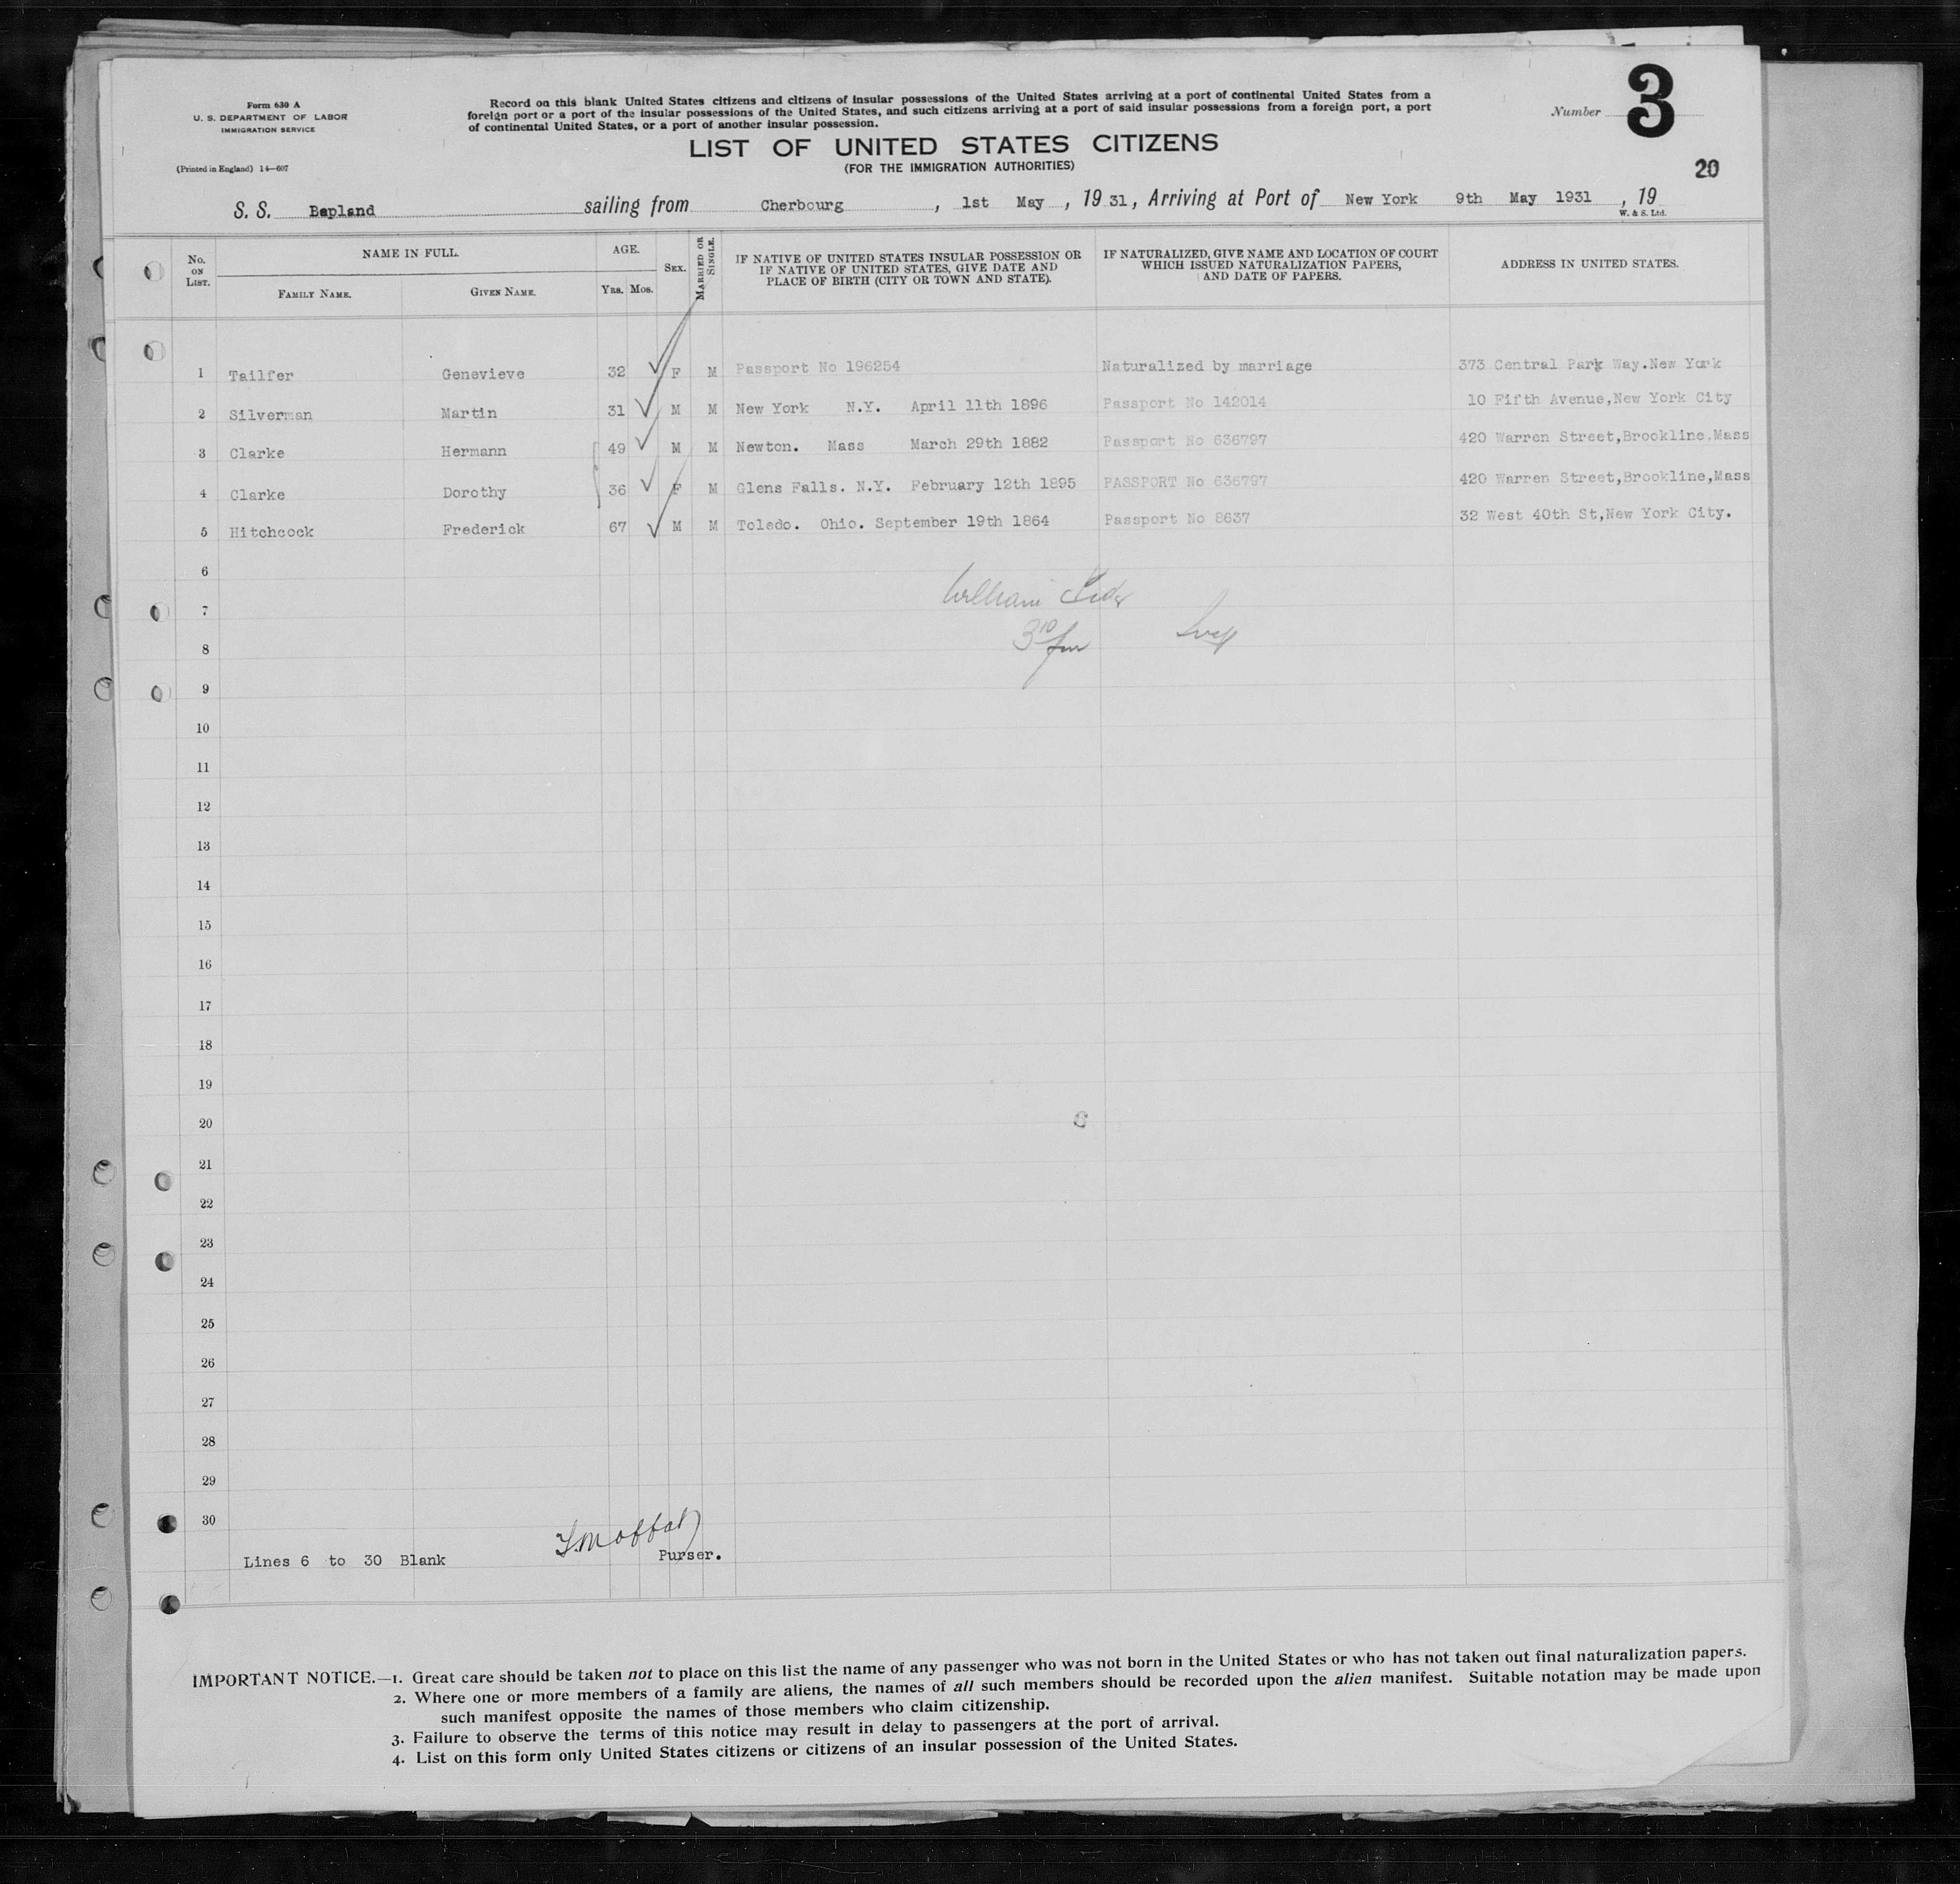 Form 630 A
U. S. DEPARTMENT OF LABOR
IMMIGRATION SERVICE
(Printed in England) 14—607
Record on this blank United States citizens and citizens of insular possessions of the United States arriving at a port of continental United States from a
foreign port or a port of the insular possessions of the United States, and such citizens arriving at a port of said insular possessions from a foreign port, a port
of continental United States, or a port of another insular possession.
Number 3
LIST OF UNITED STATES CITIZENS
(FOR THE IMMIGRATION AUTHORITIES)
20
S. S. Bepland sailing from Cherbourg, 1st May, 19 31, Arriving at Port of New York 9th May 1931, 19
W. & S. Ltd.
No. ON LIST. NAME IN FULL. AGE. SEX. MARRIED OR SINGLE. IF NATIVE OF UNITED STATES INSULAR POSSESSION OR IF NATIVE OF UNITED STATES, GIVE DATE AND PLACE OF BIRTH (CITY OR TOWN AND STATE). IF NATURALIZED, GIVE NAME AND LOCATION OF COURT WHICH ISSUED NATURALIZATION PAPERS, AND DATE OF PAPERS. ADDRESS IN UNITED STATES.
FAMILY NAME. GIVEN NAME. YRS. MOS.
1 Tailfer Genevieve 32 F M Passport No 196254 Naturalized by marriage 373 Central Park Way.New York
2 Silverman Martin 31 M M New York N.Y. April 11th 1896 Passport No 142014 10 Fifth Avenue,New York City
3 Clarke Hermann 49 M M Newton. Mass March 29th 1882 Passport No 636797 420 Warren Street,Brookline,Mass
4 Clarke Dorothy 36 F M Glens Falls. N.Y. February 12th 1895 PASSPORT No 636797 420 Warren Street,Brookline,Mass
5 Hitchcock Frederick 67 M M Toledo. Ohio. September 19th 1864 Passport No 8637 32 West 40th St,New York City.
6
William
7
3 10 pm
8
9
10
11
12
13
14
15
16
17
18
19
20
21
22
23
24
25
26
27
28
29
30
Lines 6 to 30 Blank Moffat Purser.
IMPORTANT NOTICE.—1. Great care should be taken not to place on this list the name of any passenger who was not born in the United States or who has not taken out final naturalization papers.
2. Where one or more members of a family are aliens, the names of all such members should be recorded upon the alien manifest. Suitable notation may be made upon
such manifest opposite the names of those members who claim citizenship.
3. Failure to observe the terms of this notice may result in delay to passengers at the port of arrival.
4. List on this form only United States citizens or citizens of an insular possession of the United States.